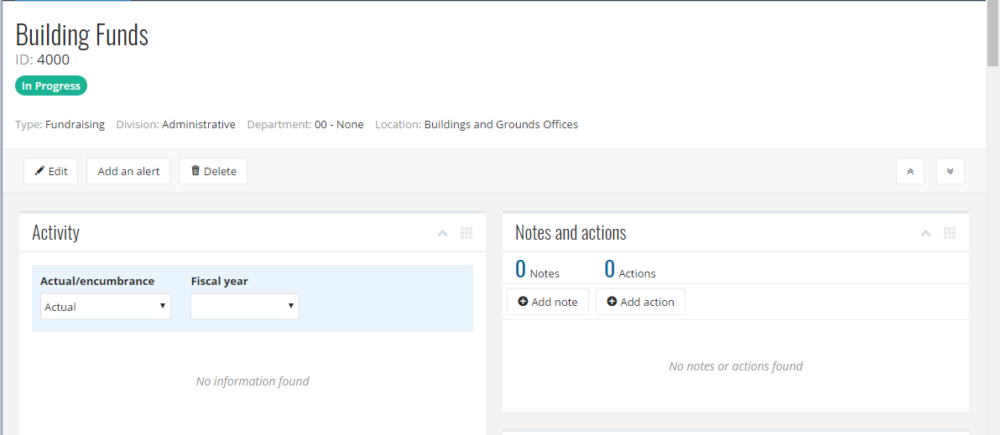 Building Funds
ID: 4000
In Progress
Type: Fundraising Division: Administrative Department: 00 - None Location: Buildings and Grounds Offices
Edit Add an alert Delete
Activity
Actual/encumbrance Fiscal year
Actual
No information found
Notes and actions
0 Notes 0 Actions
Add note Add action
No notes or actions found